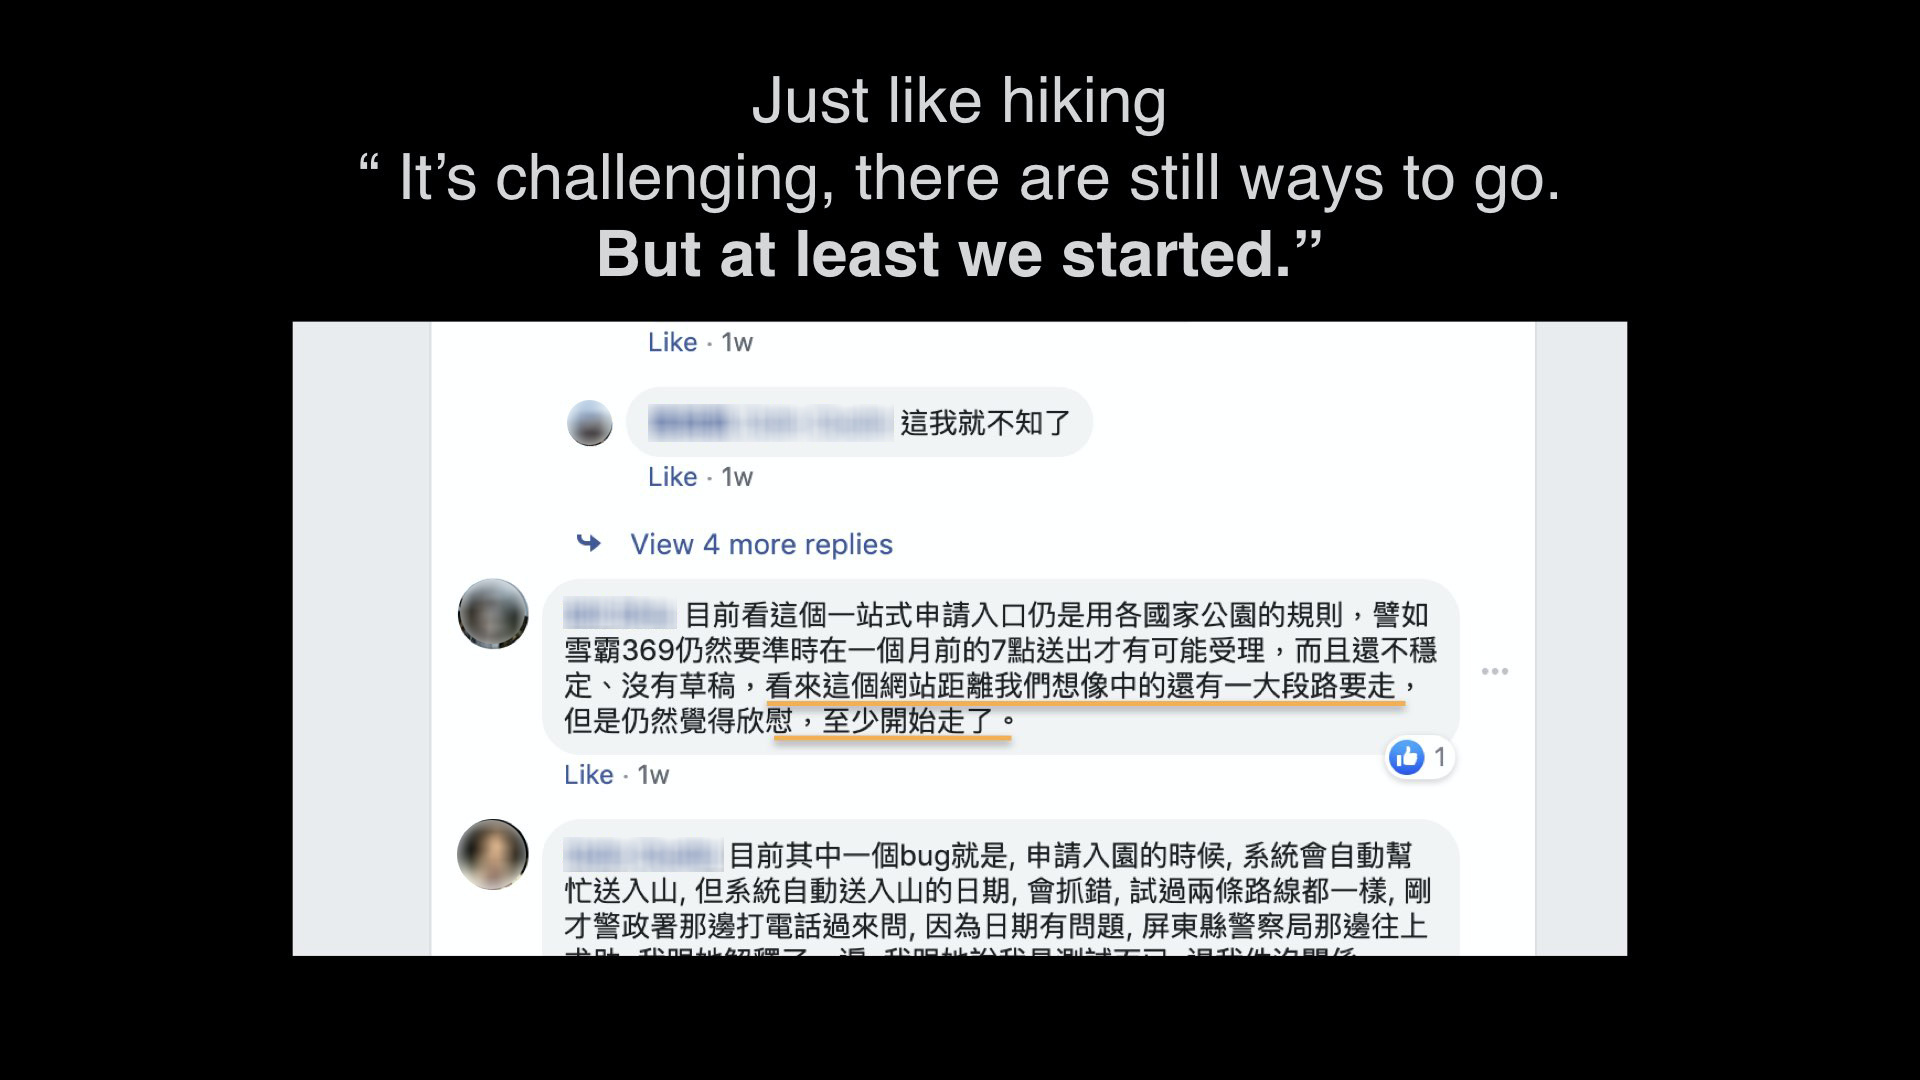 Just like hiking
“ It’s challenging, there are still ways to go.
But at least we started.”
Like · 1w
這我就不知了
Like · 1w
View 4 more replies
目前看這個一站式申請入口仍是用各國家公園的規則，譬如
雪霸369仍然要準時在一個月前的7點送出才有可能受理，而且還不穩
定、沒有草稿，看來這個網站距離我們想像中的還有一大段路要走，
但是仍然覺得欣慰，至少開始走了。
1
Like · 1w
目前其中一個bug就是, 申請入園的時候, 系統會自動幫
忙送入山, 但系統自動送入山的日期, 會抓錯, 試過兩條路線都一樣, 剛
才警政署那邊打電話過來問, 因為日期有問題, 屏東縣警察局那邊往上